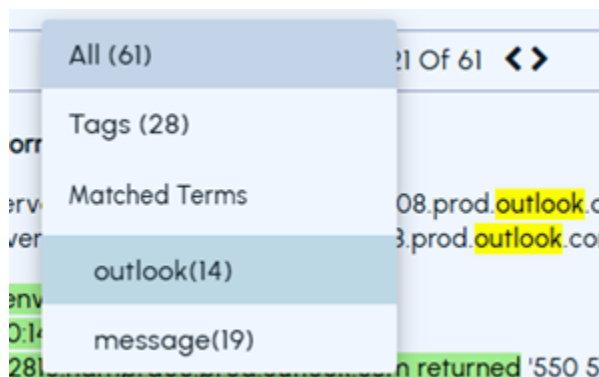 All (61)
21 Of 61
Tags (28)
Matched Terms
08.prod.outlook.
outlook(14)
.prod.outlook.co
message(19)
returned '550 5